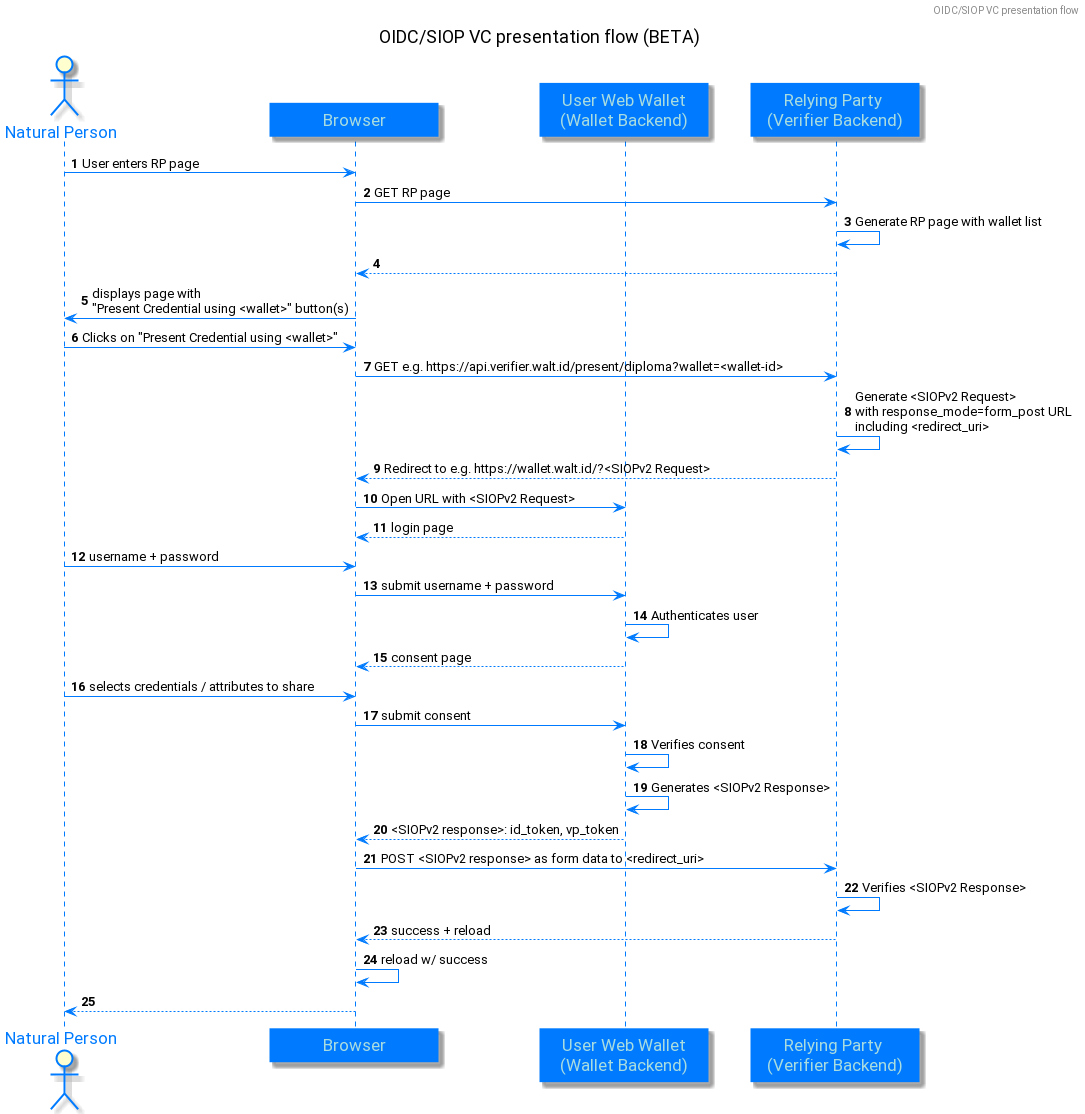 OIDC/SIOP VC presentation flow
OIDC/SIOP VC presentation flow (BETA)
Natural Person
Browser
User Web Wallet
(Wallet Backend)
Relying Party
(Verifier Backend)
1 User enters RP page
2 GET RP page
3 Generate RP page with wallet list
4
5 displays page with
"Present Credential using <wallet>" button(s)
6 Clicks on "Present Credential using <wallet>"
7 GET e.g. https://api.verifier.walt.id/present/diploma?wallet=<wallet-id>
Generate <SIOPv2 Request>
8 with response_mode=form_post URL
including <redirect_uri>
9 Redirect to e.g. https://wallet.walt.id/?<SIOPv2 Request>
10 Open URL with <SIOPv2 Request>
11 login page
12 username + password
13 submit username + password
14 Authenticates user
15 consent page
16 selects credentials / attributes to share
17 submit consent
18 Verifies consent
19 Generates <SIOPv2 Response>
20 <SIOPv2 response>: id_token, vp_token
21 POST <SIOPv2 response> as form data to <redirect_uri>
22 Verifies <SIOPv2 Response>
23 success + reload
24 reload w/ success
25
Natural Person
Browser
User Web Wallet
(Wallet Backend)
Relying Party
(Verifier Backend)